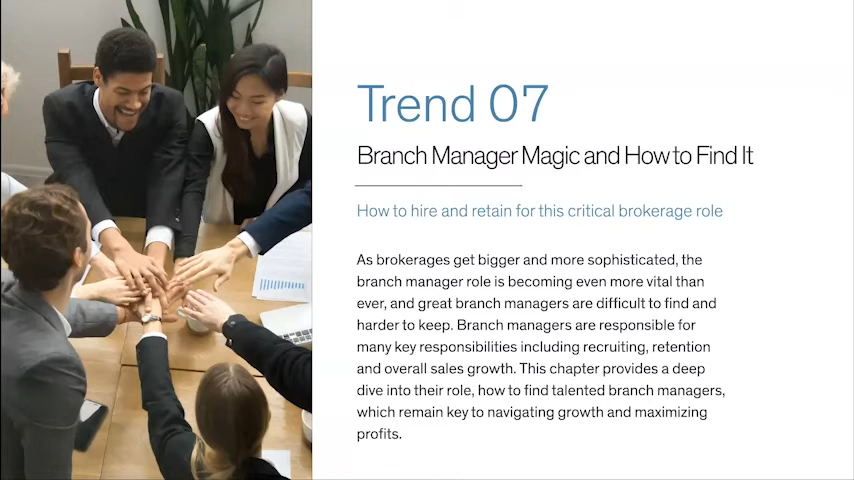 Trend 07
Branch Manager Magic and How to Find It
How to hire and retain for this critical brokerage role
As brokerages get bigger and more sophisticated, the
branch manager role is becoming even more vital than
ever, and great branch managers are difficult to find and
harder to keep. Branch managers are responsible for
many key responsibilities including recruiting, retention
and overall sales growth. This chapter provides a deep
dive into their role, how to find talented branch managers,
which remain key to navigating growth and maximizing
profits.